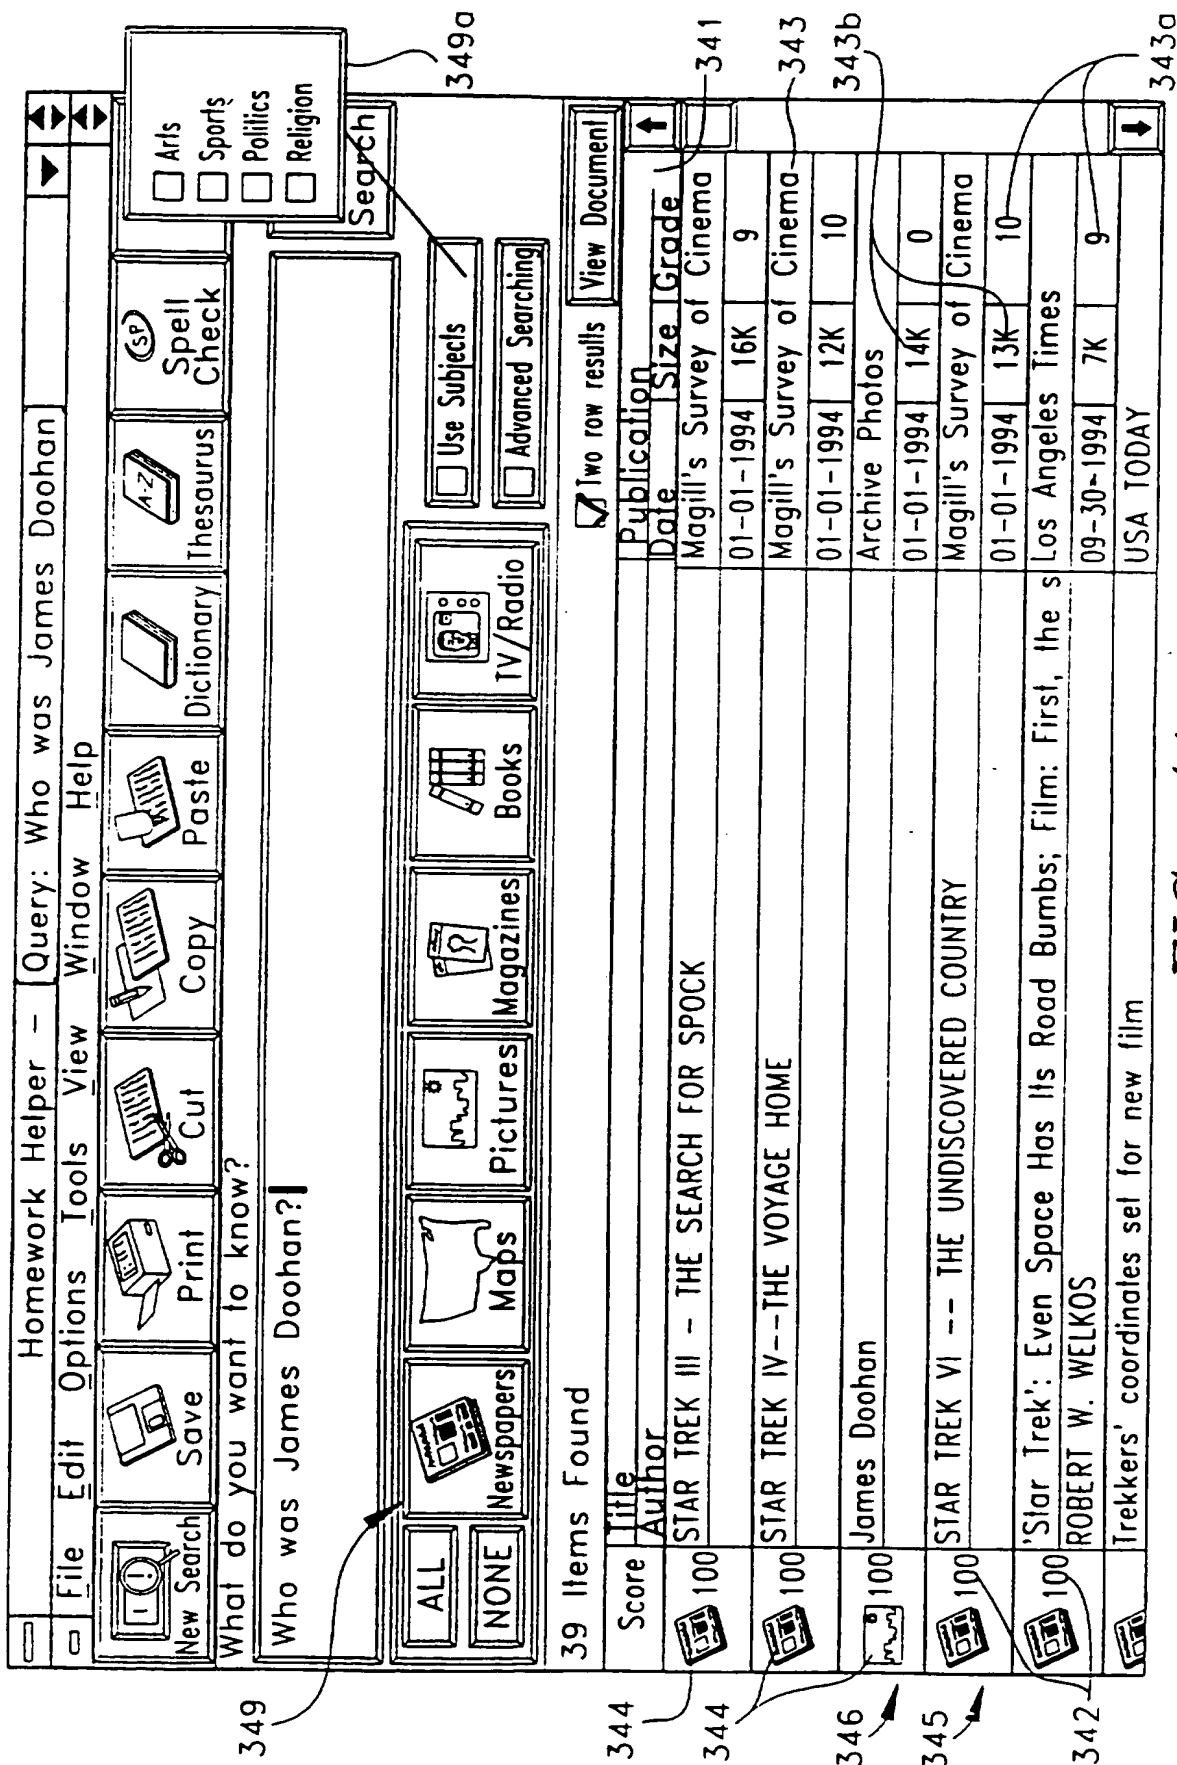 Homework Helper – Query: Who was James Doohan
File Edit Options Tools View Window Help
New Search Save Print Cut Copy Paste Dictionary Thesaurus Spell Check
A-Z
SP
Arts
Sports
Politics
Religion
349a
What do you want to know?
Who was James Doohan?
Search
349
ALL
NONE
Newspapers Maps Pictures Magazines Books TV/Radio
Use Subjects
Advanced Searching
39 Items Found
Two row results
View Document
Score Title Publication
Author Date Size Grade
341
344 100 STAR TREK III – THE SEARCH FOR SPOCK Magill's Survey of Cinema
01-01-1994 16K 9
344 100 STAR TREK IV--THE VOYAGE HOME Magill's Survey of Cinema 343
01-01-1994 12K 10
346 100 James Doohan Archive Photos 343b
01-01-1994 14K 0
345 100 STAR TREK VI -- THE UNDISCOVERED COUNTRY Magill's Survey of Cinema
01-01-1994 13K 10
342 100 'Star Trek': Even Space Has Its Road Bumbs; Film: First, the s Los Angeles Times
ROBERT W. WELKOS 09-30-1994 7K 9
343a
Trekkers' coordinates set for new film USA TODAY